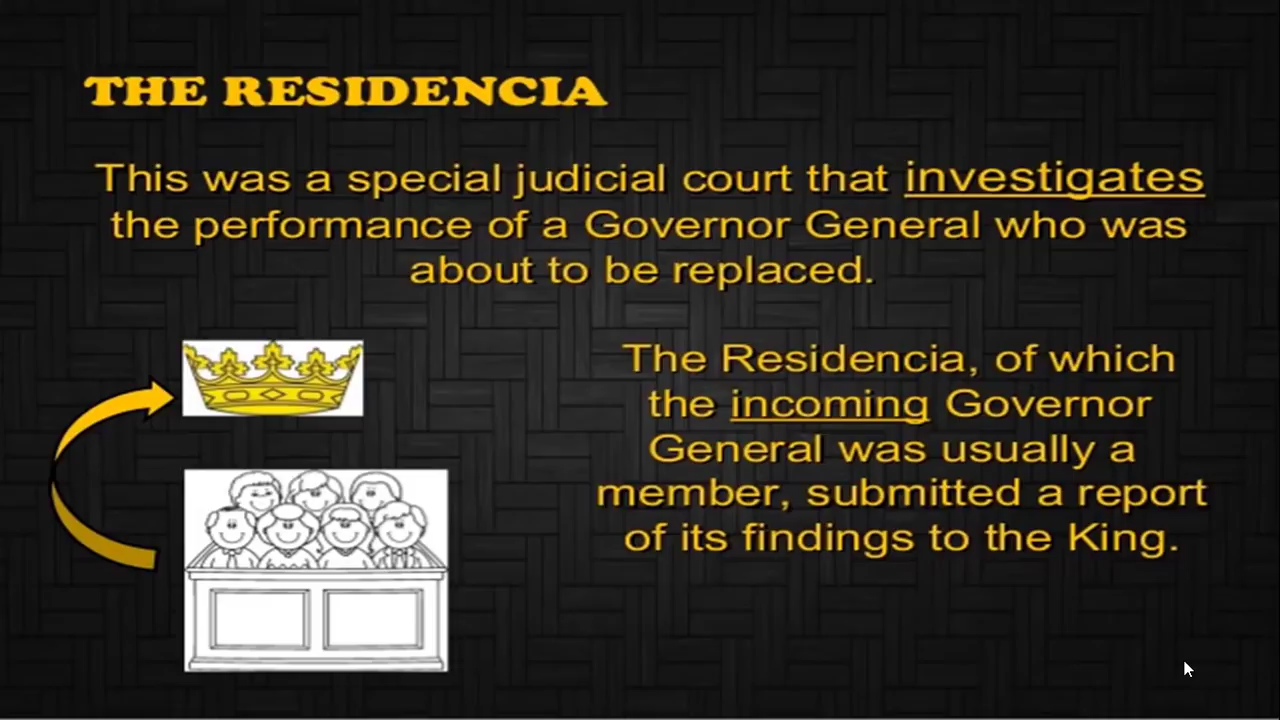 THE RESIDENCIA
This was a special judicial court that investigates
the performance of a Governor General who was
about to be replaced.
The Residencia, of which
the incoming Governor
General was usually a
member, submitted a report
of its findings to the King.